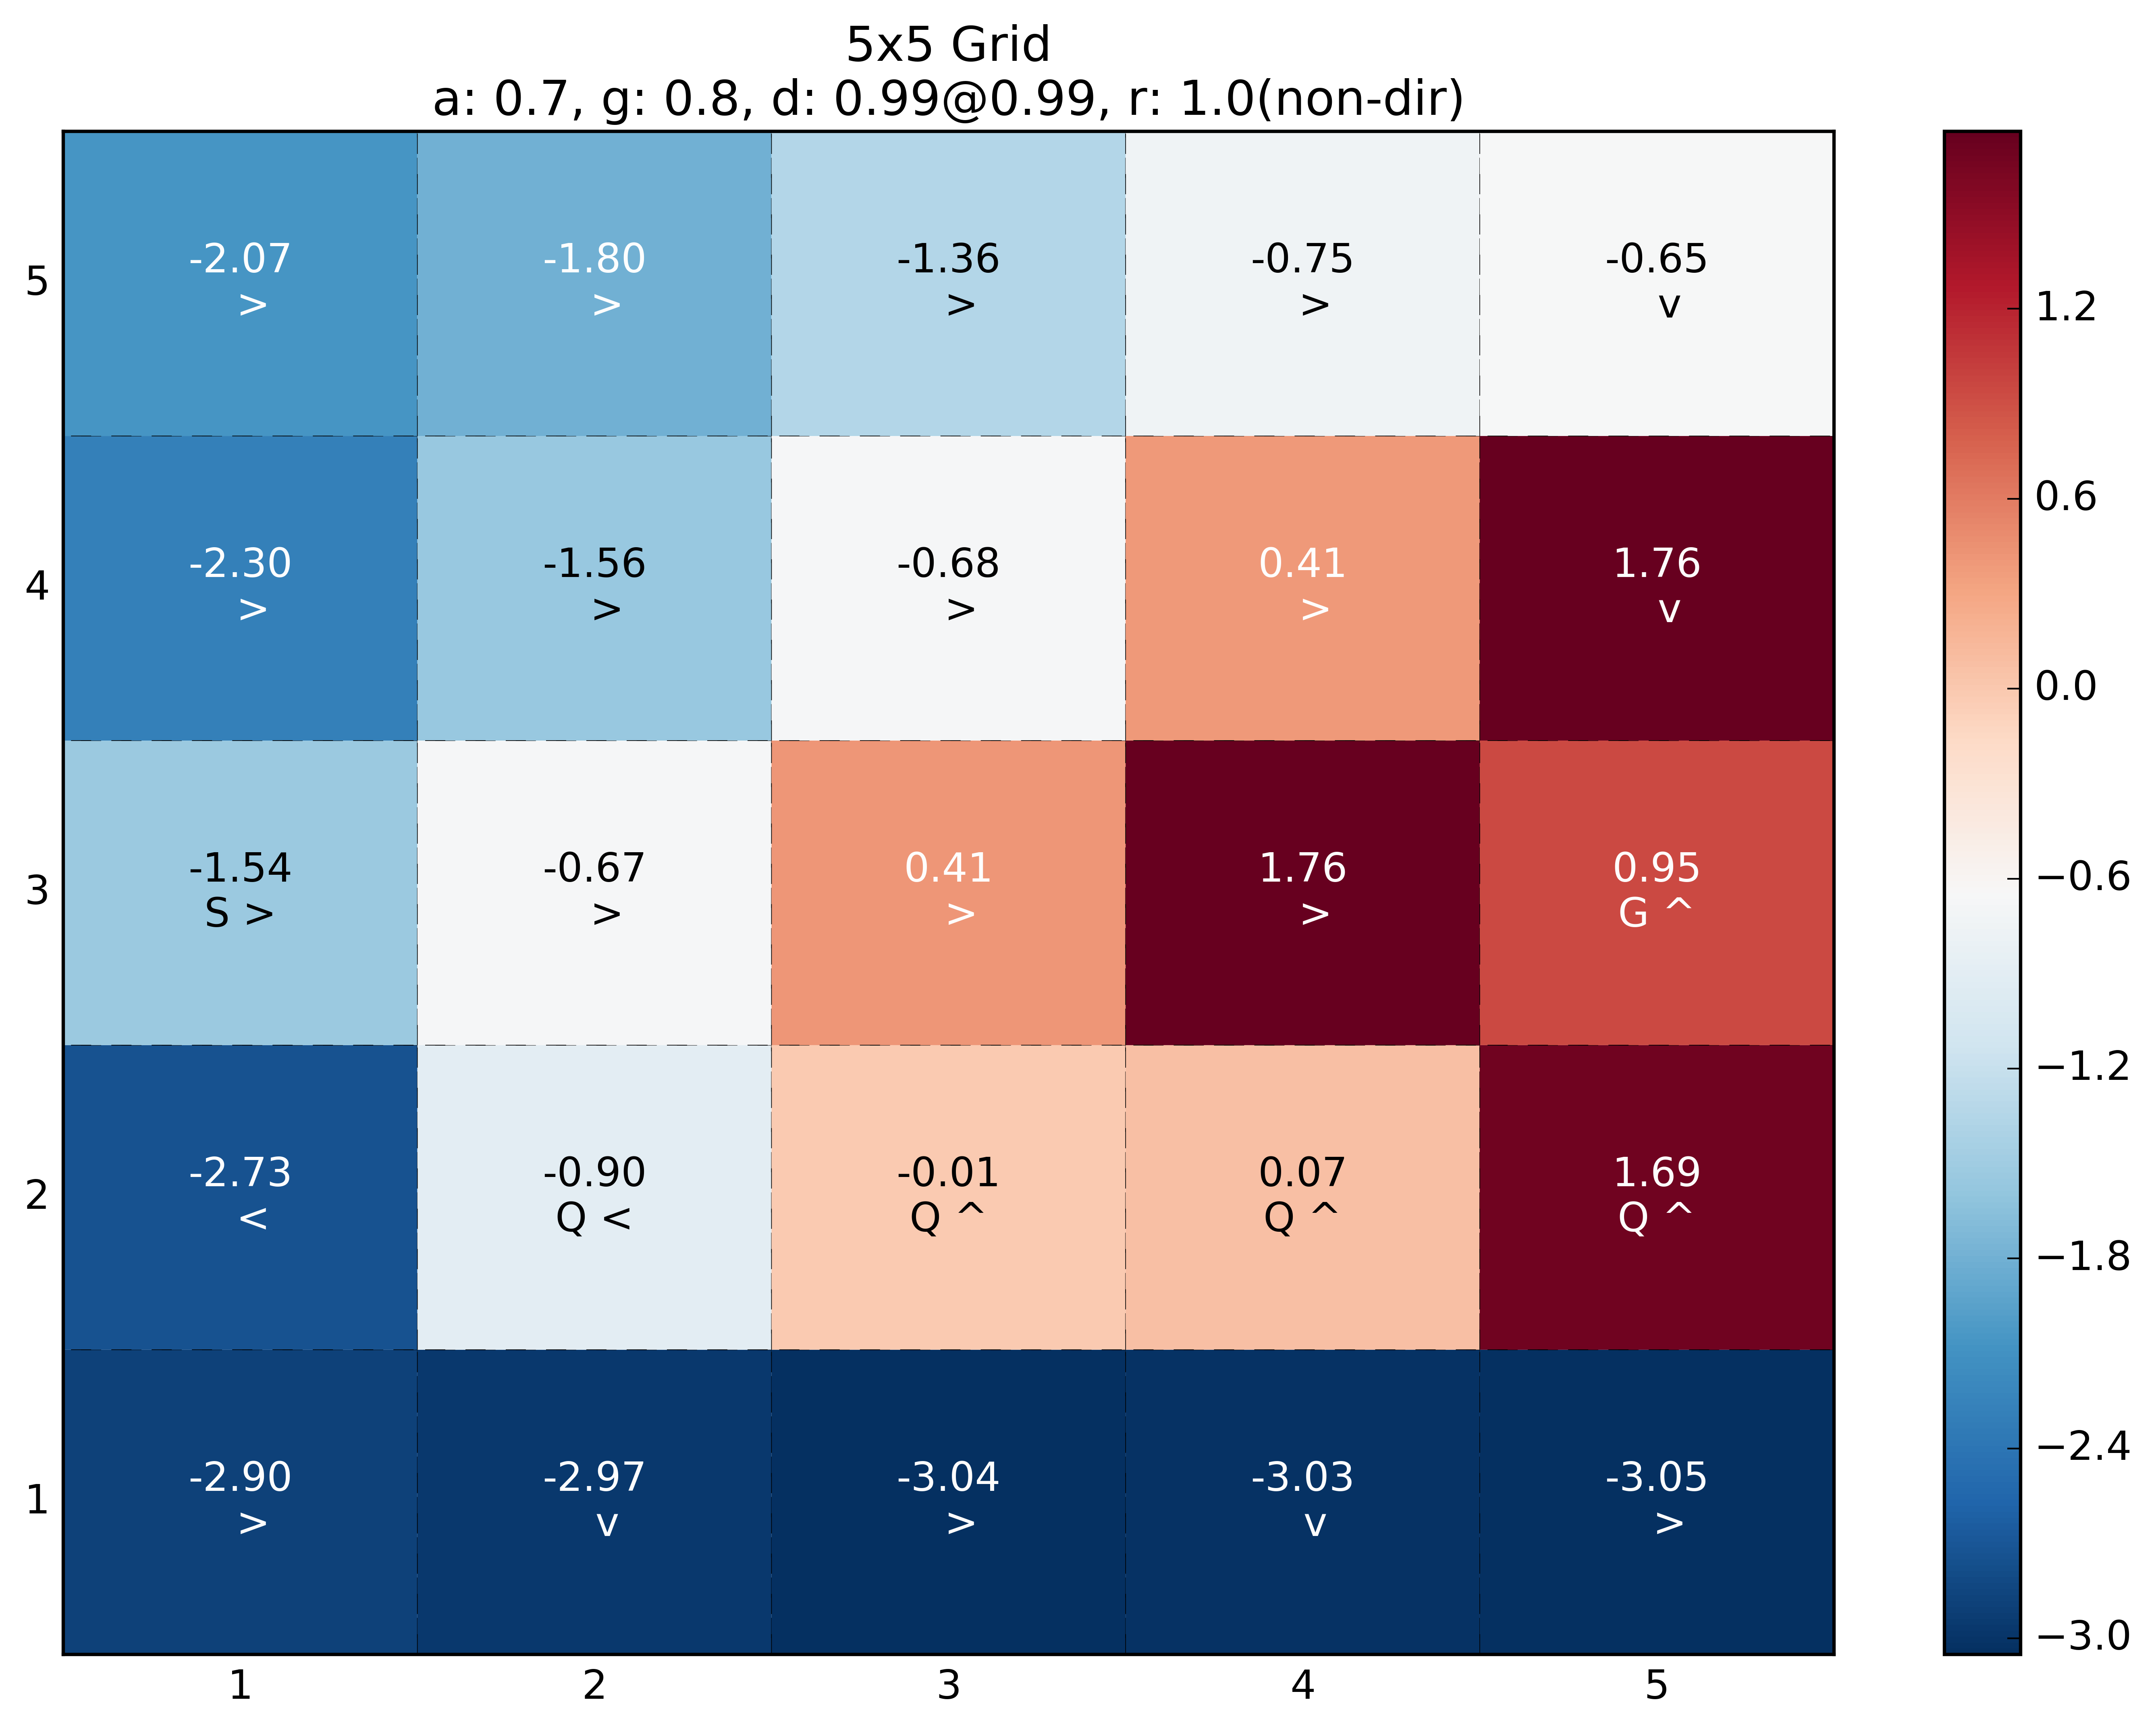 5x5 Grid
a: 0.7, g: 0.8, d: 0.99@0.99, r: 1.0(non-dir)
5
-2.07 -1.80 -1.36 -0.75 -0.65
> > > > v
4
-2.30 -1.56 -0.68 0.41 1.76
> > > > v
3
-1.54 -0.67 0.41 1.76 0.95
S > > > > G ^
2
-2.73 -0.90 -0.01 0.07 1.69
< Q < Q ^ Q ^ Q ^
1
-2.90 -2.97 -3.04 -3.03 -3.05
> v > v >
1 2 3 4 5
1.2
0.6
0.0
−0.6
−1.2
−1.8
−2.4
−3.0